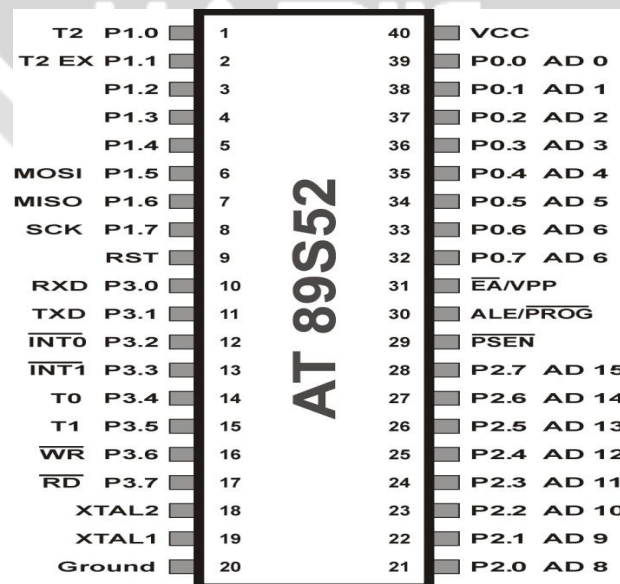 T2 P1.0 1 40 VCC
T2 EX P1.1 2 39 P0.0 AD 0
P1.2 3 38 P0.1 AD 1
P1.3 4 37 P0.2 AD 2
P1.4 5 36 P0.3 AD 3
MOSI P1.5 6 35 P0.4 AD 4
MISO P1.6 7 34 P0.5 AD 5
SCK P1.7 8 33 P0.6 AD 6
RST 9 32 P0.7 AD 6
RXD P3.0 10 31 E̅A̅/VPP
TXD P3.1 11 30 ALE/P̅R̅O̅G̅
I̅N̅T̅0̅ P3.2 12 29 P̅S̅E̅N̅
I̅N̅T̅1̅ P3.3 13 28 P2.7 AD 15
T0 P3.4 14 27 P2.6 AD 14
T1 P3.5 15 26 P2.5 AD 13
W̅R̅ P3.6 16 25 P2.4 AD 12
R̅D̅ P3.7 17 24 P2.3 AD 11
XTAL2 18 23 P2.2 AD 10
XTAL1 19 22 P2.1 AD 9
Ground 20 21 P2.0 AD 8
AT 89S52